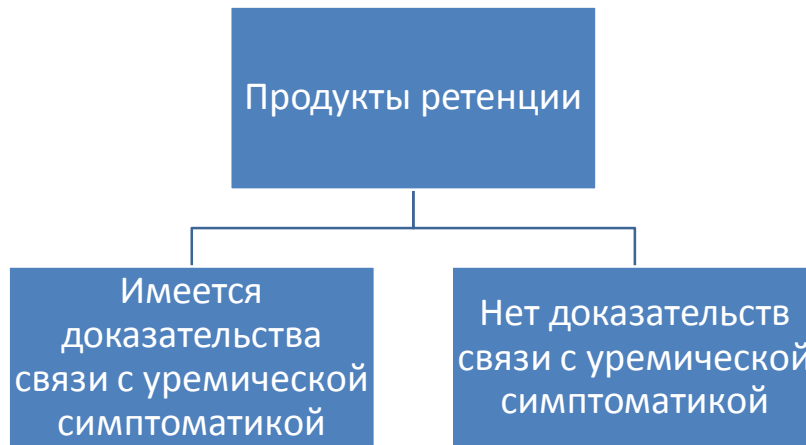 Продукты ретенции
Имеется
доказательства
связи с уремической
симптоматикой
Нет доказательств
связи с уремической
симптоматикой